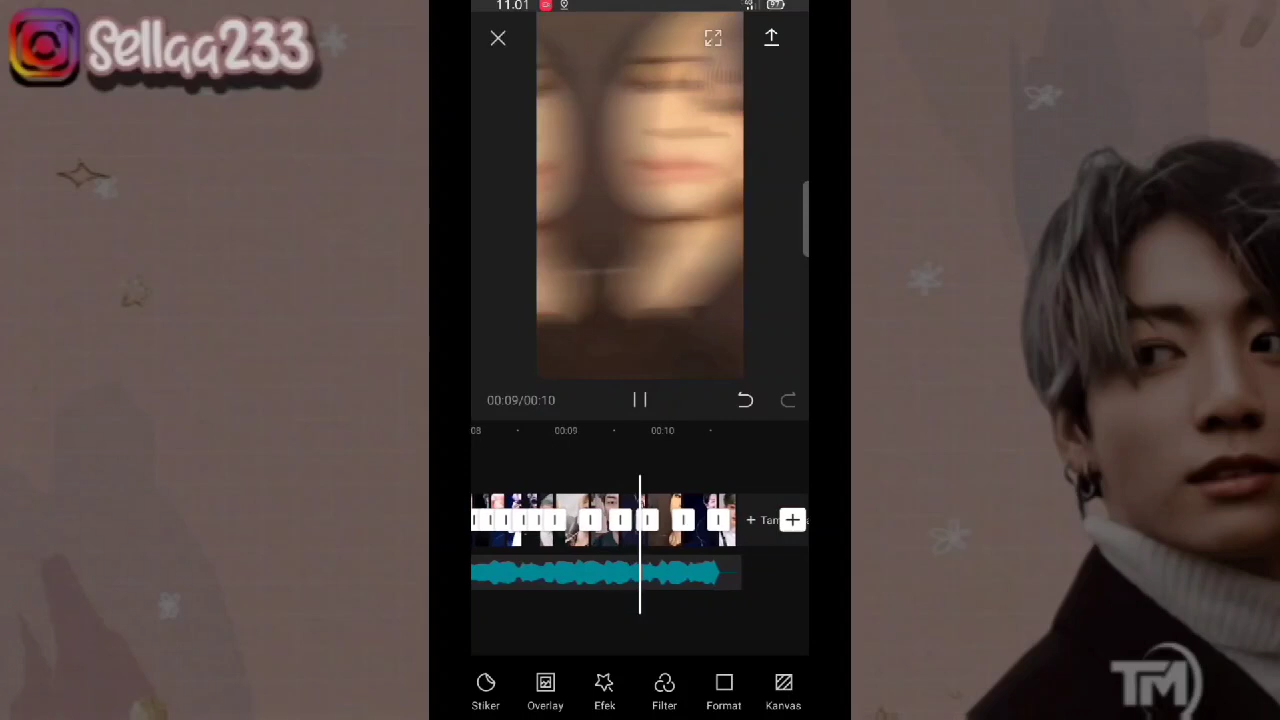 Sellaa233
11.01
00:09/00:10
08
00:09
00:10
+ Tam
Stiker
Overlay
Efek
Filter
Format
Kanvas
TM